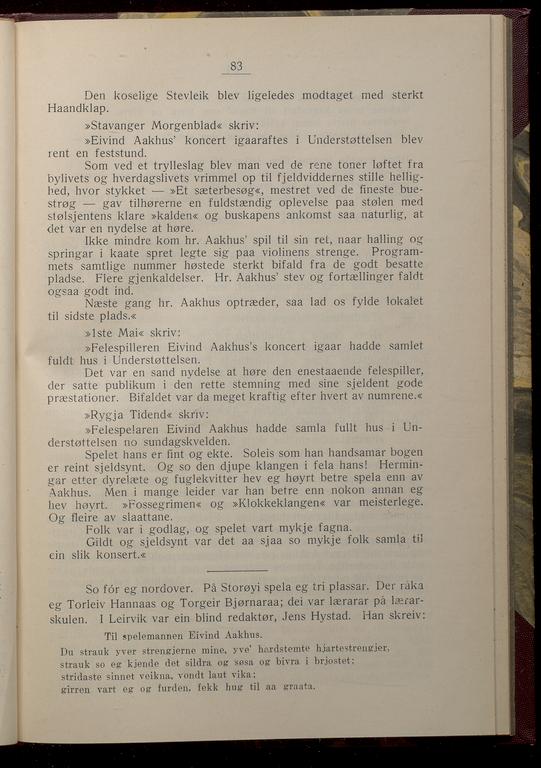 83
Den koselige Stevleik blev ligeledes modtaget med sterkt
Haandklap.
»Stavanger Morgenblad« skriv:
»Eivind Aakhus' koncert igaaraftes i Understøttelsen blev
rent en feststund.
Som ved et trylleslag blev man ved de rene toner løftet fra
bylivets og hverdagslivets vrimmel op til fjeldviddernes stille hellig-
hed, hvor stykket — »Et sæterbesøg«, mestret ved de fineste bue-
strøg — gav tilhørerne en fuldstændig oplevelse paa stølen med
stølsjentens klare »kalden« og buskapens ankomst saa naturlig, at
det var en nydelse at høre.
Ikke mindre kom hr. Aakhus' spil til sin ret, naar halling og
springar i kaate spret legte sig paa violinens strenge. Program-
mets samtlige nummer høstede sterkt bifald fra de godt besatte
pladse. Flere gjenkaldelser. Hr. Aakhus' stev og fortællinger faldt
ogsaa godt ind.
Næste gang hr. Aakhus optræder, saa lad os fylde lokalet
til sidste plads.«
»1ste Mai« skriv:
»Felespilleren Eivind Aakhus's koncert igaar hadde samlet
fuldt hus i Understøttelsen.
Det var en sand nydelse at høre den enestaaende felespiller,
der satte publikum i den rette stemning med sine sjeldent gode
præstationer. Bifaldet var da meget kraftig efter hvert av numrene.«
»Rygja Tidend« skriv:
»Felespelaren Eivind Aakhus hadde samla fullt hus i Un-
derstøttelsen no sundagskvelden.
Spelet hans er fint og ekte. Soleis som han handsamar bogen
er reint sjeldsynt. Og so den djupe klangen i fela hans! Hermin-
gar etter dyrelæte og fuglekvitter hev eg høyrt betre spela enn av
Aakhus. Men i mange leider var han betre enn nokon annan eg
hev høyrt. »Fossegrimen« og »Klokkeklangen« var meisterlege.
Og fleire av slaattane.
Folk var i godlag, og spelet vart mykje fagna.
Gildt og sjeldsynt var det aa sjaa so mykje folk samla til
ein slik konsert.«
So fór eg nordover. På Storøyi spela eg tri plassar. Der råka
eg Torleiv Hannaas og Torgeir Bjørnaraa; dei var lærarar på lærar-
skulen. I Leirvik var ein blind redaktør, Jens Hystad. Han skreiv:
Til spelemannen Eivind Aakhus.
Du strauk yver strengjerne mine, yve' hardstemte hjartestrengjer,
strauk so eg kjende det sildra og søsa og bivra i brjostet;
stridaste sinnet veikna, vondt laut vika;
girren vart eg og furden, fekk hug til aa graata.